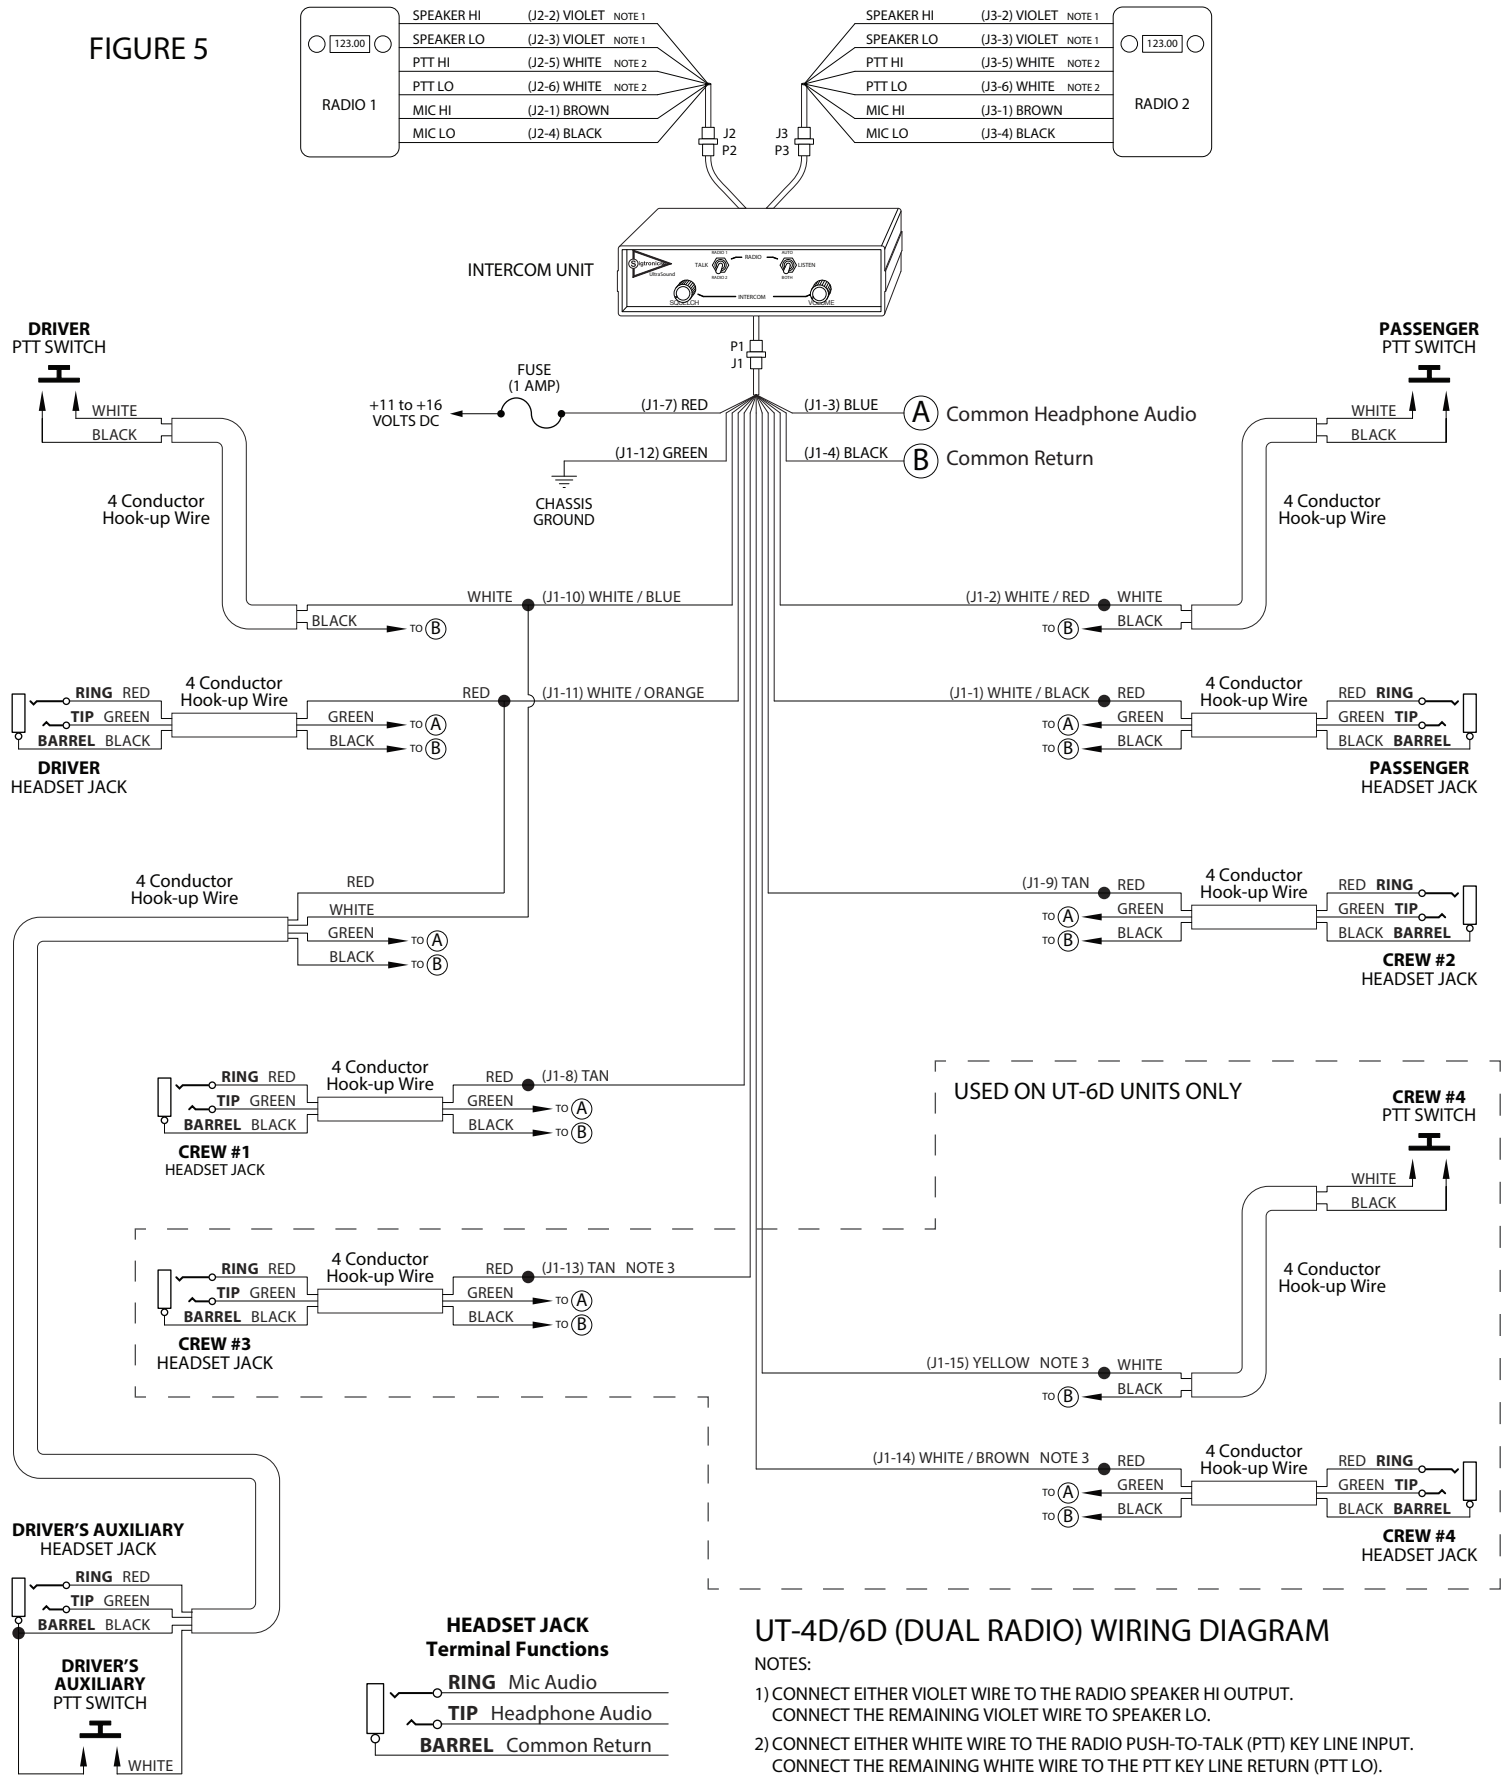 FIGURE 5
123.00
RADIO 1
SPEAKER HI (J2-2) VIOLET NOTE 1
SPEAKER LO (J2-3) VIOLET NOTE 1
PTT HI (J2-5) WHITE NOTE 2
PTT LO (J2-6) WHITE NOTE 2
MIC HI (J2-1) BROWN
MIC LO (J2-4) BLACK
J2
P2
SPEAKER HI (J3-2) VIOLET NOTE 1
SPEAKER LO (J3-3) VIOLET NOTE 1
PTT HI (J3-5) WHITE NOTE 2
PTT LO (J3-6) WHITE NOTE 2
MIC HI (J3-1) BROWN
MIC LO (J3-4) BLACK
J3
P3
123.00
RADIO 2
INTERCOM UNIT
Sigtronics
UltraSound
RADIO 1
TALK
RADIO 2
RADIO
AUTO
LISTEN
BOTH
SQUELCH
INTERCOM
VOLUME
P1
J1
DRIVER
PTT SWITCH
WHITE
BLACK
4 Conductor
Hook-up Wire
FUSE
(1 AMP)
+11 to +16
VOLTS DC
(J1-7) RED
(J1-12) GREEN
CHASSIS
GROUND
(J1-3) BLUE A Common Headphone Audio
(J1-4) BLACK B Common Return
PASSENGER
PTT SWITCH
WHITE
BLACK
4 Conductor
Hook-up Wire
WHITE (J1-10) WHITE / BLUE
BLACK TO B
(J1-2) WHITE / RED WHITE
TO B BLACK
RING RED
TIP GREEN
BARREL BLACK
DRIVER
HEADSET JACK
4 Conductor
Hook-up Wire
RED (J1-11) WHITE / ORANGE
GREEN TO A
BLACK TO B
(J1-1) WHITE / BLACK RED
TO A GREEN
TO B BLACK
4 Conductor
Hook-up Wire
RED RING
GREEN TIP
BLACK BARREL
PASSENGER
HEADSET JACK
4 Conductor
Hook-up Wire
RED
WHITE
GREEN TO A
BLACK TO B
(J1-9) TAN RED
TO A GREEN
TO B BLACK
4 Conductor
Hook-up Wire
RED RING
GREEN TIP
BLACK BARREL
CREW #2
HEADSET JACK
RING RED
TIP GREEN
BARREL BLACK
CREW #1
HEADSET JACK
4 Conductor
Hook-up Wire
RED (J1-8) TAN
GREEN TO A
BLACK TO B
USED ON UT-6D UNITS ONLY
CREW #4
PTT SWITCH
WHITE
BLACK
4 Conductor
Hook-up Wire
RING RED
TIP GREEN
BARREL BLACK
CREW #3
HEADSET JACK
4 Conductor
Hook-up Wire
RED (J1-13) TAN NOTE 3
GREEN TO A
BLACK TO B
(J1-15) YELLOW NOTE 3 WHITE
TO B BLACK
(J1-14) WHITE / BROWN NOTE 3 RED
TO A GREEN
TO B BLACK
4 Conductor
Hook-up Wire
RED RING
GREEN TIP
BLACK BARREL
CREW #4
HEADSET JACK
DRIVER'S AUXILIARY
HEADSET JACK
RING RED
TIP GREEN
BARREL BLACK
DRIVER'S
AUXILIARY
PTT SWITCH
WHITE
HEADSET JACK
Terminal Functions
RING Mic Audio
TIP Headphone Audio
BARREL Common Return
UT-4D/6D (DUAL RADIO) WIRING DIAGRAM
NOTES:
1) CONNECT EITHER VIOLET WIRE TO THE RADIO SPEAKER HI OUTPUT.
CONNECT THE REMAINING VIOLET WIRE TO SPEAKER LO.
2) CONNECT EITHER WHITE WIRE TO THE RADIO PUSH-TO-TALK (PTT) KEY LINE INPUT.
CONNECT THE REMAINING WHITE WIRE TO THE PTT KEY LINE RETURN (PTT LO).